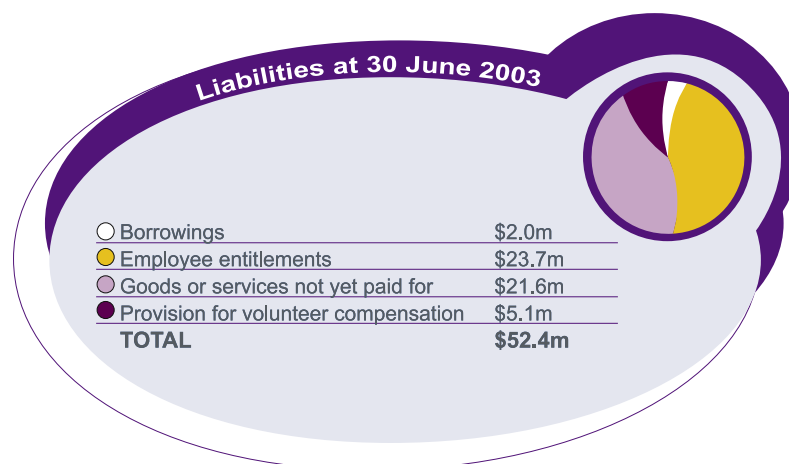 Liabilities at 30 June 2003
Borrowings $2.0m
Employee entitlements $23.7m
Goods or services not yet paid for $21.6m
Provision for volunteer compensation $5.1m
TOTAL $52.4m